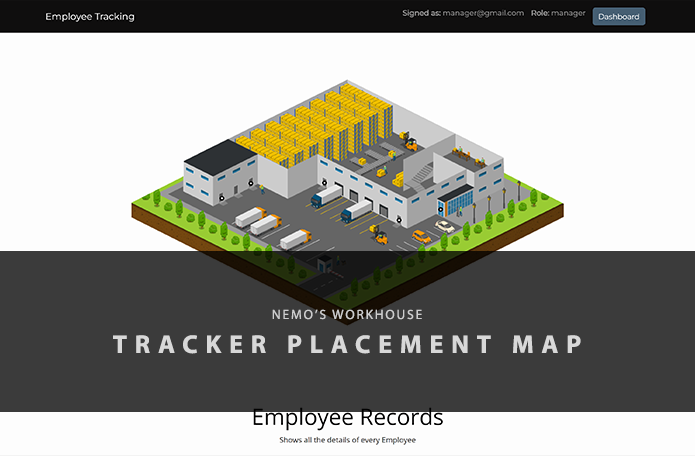 Employee Tracking
Signed as: manager@gmail.com Role: manager Dashboard
NEMO'S WORKHOUSE
TRACKER PLACEMENT MAP
Employee Records
Shows all the details of every Employee